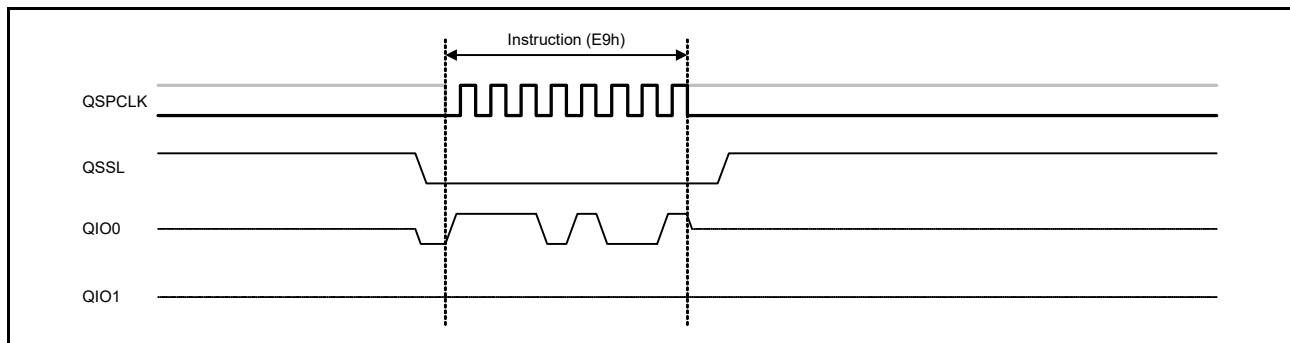 Instruction (E9h)
QSPCLK
QSSL
QIO0
QIO1